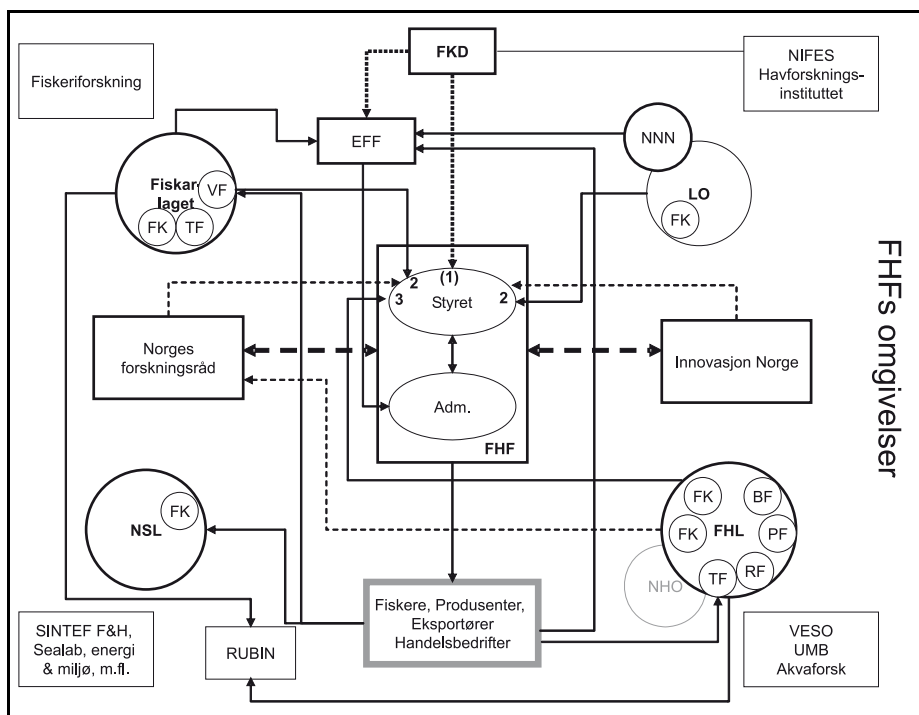 FKD
NIFES
Havforsknings-
instituttet
Fiskeriforskning
EFF
NNN
LO
FK
Fiskar-
laget
VF
FK
TF
(1)
2
3
2
Styret
Norges
forskningsråd
Innovasjon Norge
Adm.
FHF
FHFs omgivelser
NSL
FK
FK
BF
FK
FHL
PF
TF
RF
NHO
Fiskere, Produsenter,
Eksportører
Handelsbedrifter
SINTEF F&H,
Sealab, energi
& miljø, m.fl.
RUBIN
VESO
UMB
Akvaforsk